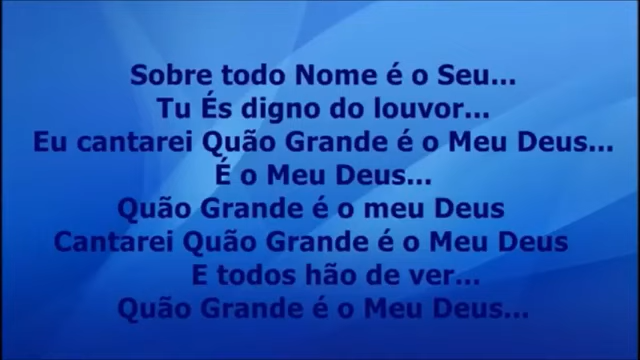 Sobre todo Nome é o Seu...
Tu És digno do louvor...
Eu cantarei Quão Grande é o Meu Deus...
É o Meu Deus...
Quão Grande é o meu Deus
Cantarei Quão Grande é o Meu Deus
E todos hão de ver...
Quão Grande é o Meu Deus...